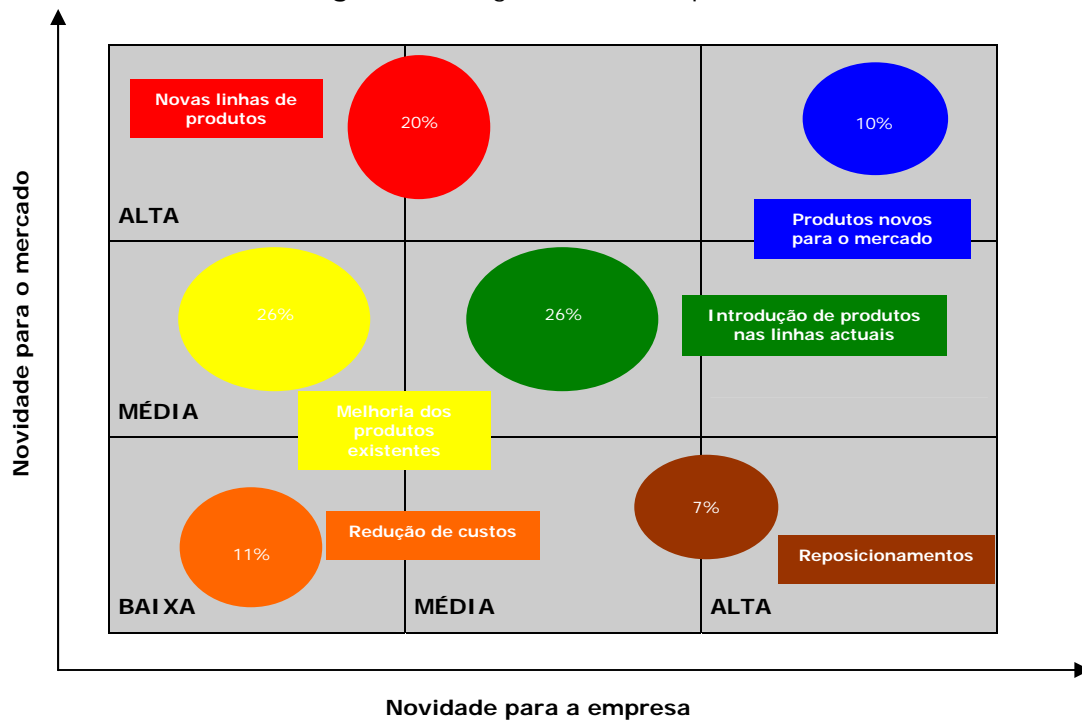 Novas linhas de
produtos
20%
10%
ALTA
Produtos novos
para o mercado
26%
26%
Introdução de produtos
nas linhas actuais
MÉDIA
Melhoria dos
produtos
existentes
7%
Redução de custos
11%
Reposicionamentos
BAIXA
MÉDIA
ALTA
Novidade para o mercado
Novidade para a empresa